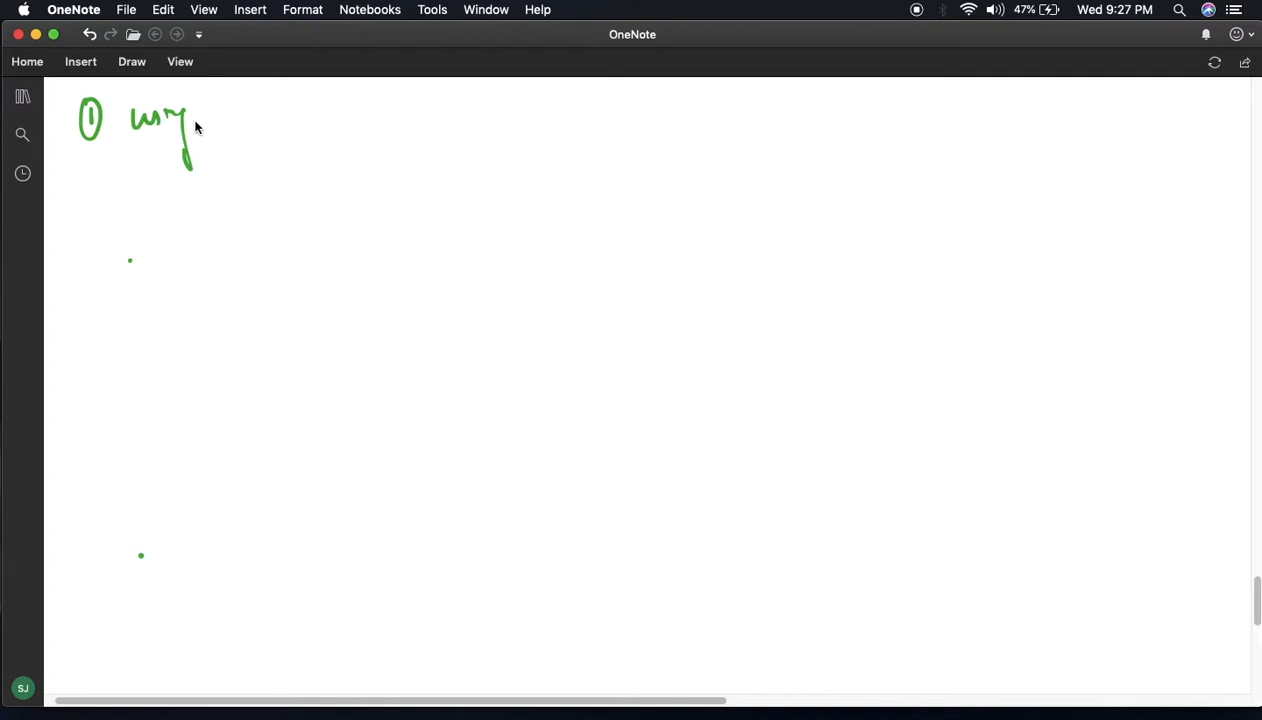 OneNote File Edit View Insert Format Notebooks Tools Window Help 47% Wed 9:27 PM
OneNote
Home Insert Draw View
① using
SJ